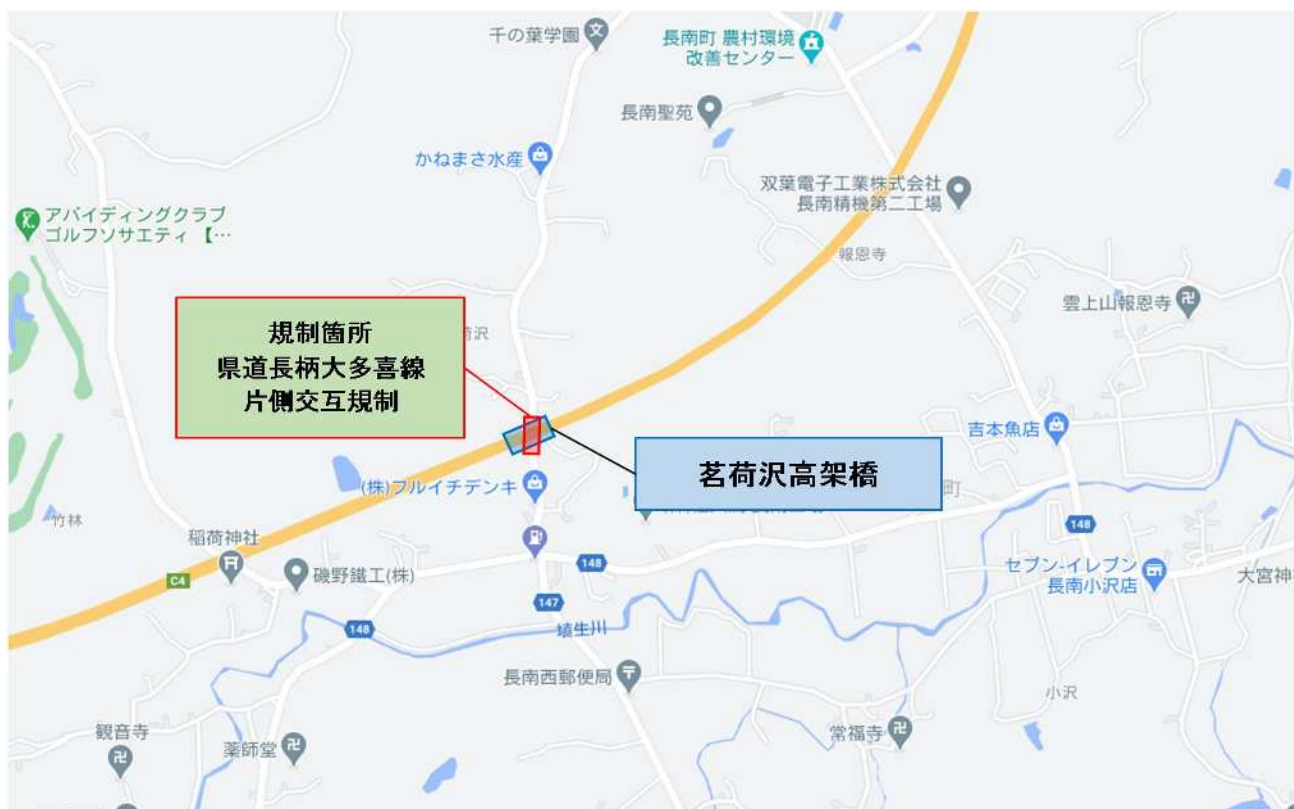 千の葉学園
長南町 農村環境
改善センター
長南聖苑
かねまさ水産
双葉電子工業株式会社
長南精機第二工場
アバイディングクラブ
ゴルフソサエティ【…
報恩寺
雲上山報恩寺
規制箇所
県道長柄大多喜線
片側交互規制
荷沢
吉本魚店
茗荷沢高架橋
町
(株)フルイチデンキ
竹林
稲荷神社
148
C4
磯野鐵工(株)
148
セブン-イレブン
長南小沢店
大宮神
147
148
埴生川
長南西郵便局
小沢
観音寺
薬師堂
常福寺